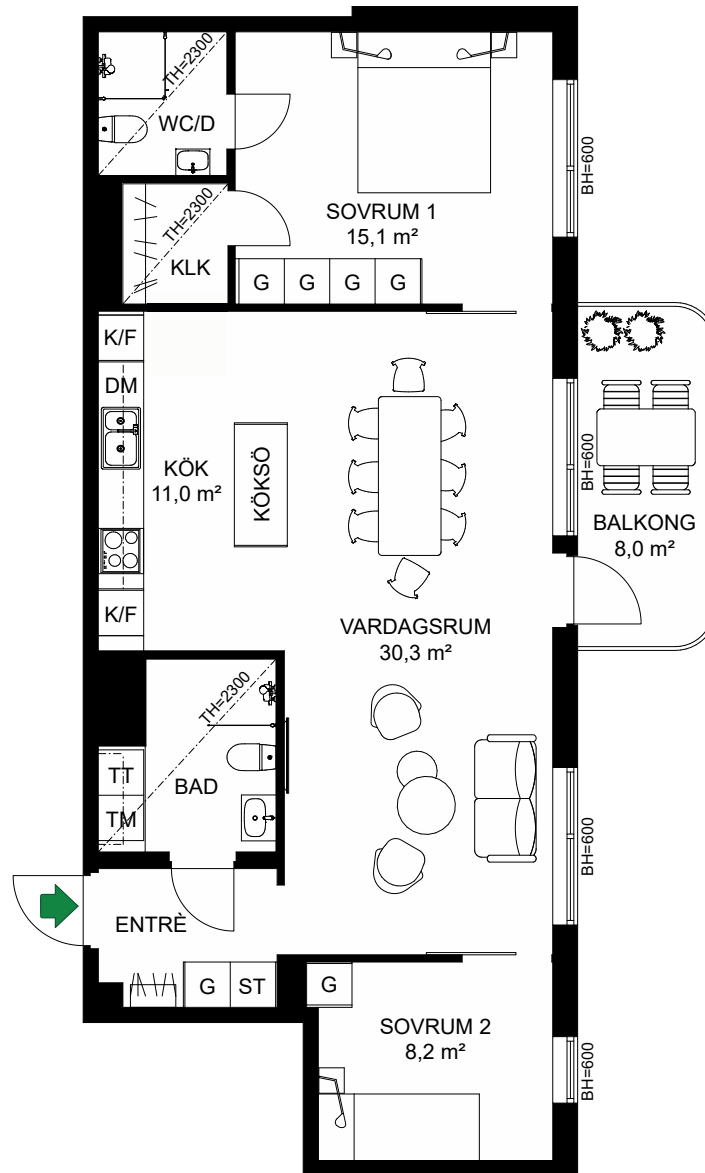 TH=2300
WC/D
BH=600
SOVRUM 1
15,1 m²
TH=2300
KLK
G G G G
K/F
DM
KÖK
11,0 m²
KÖKSÖ
BH=600
BALKONG
8,0 m²
K/F
VARDAGSRUM
30,3 m²
TH=2300
TT
BAD
TM
BH=600
ENTRÈ
G ST
G
SOVRUM 2
8,2 m²
BH=600